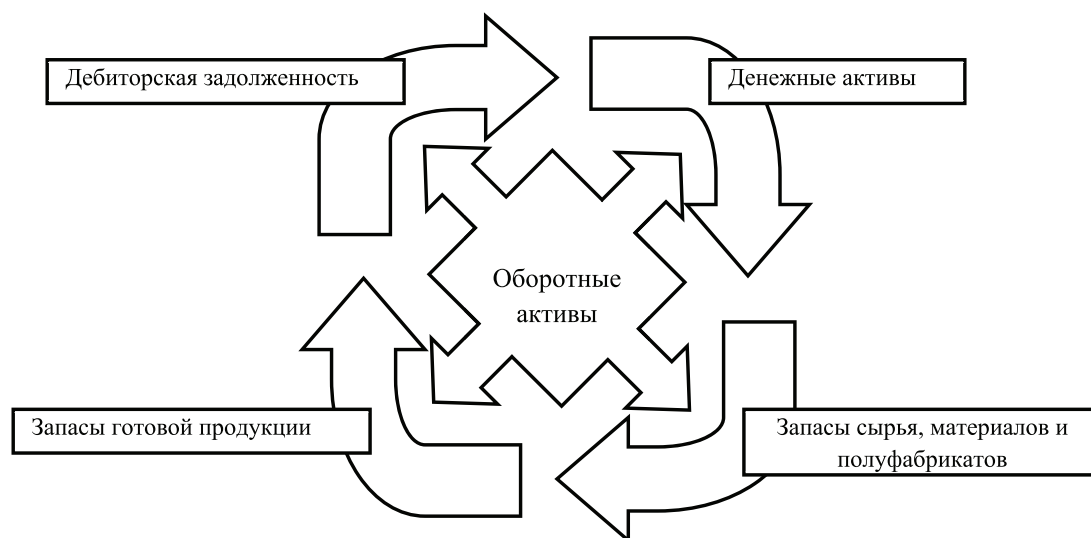 Дебиторская задолженность
Денежные активы
Оборотные
активы
Запасы готовой продукции
Запасы сырья, материалов и
полуфабрикатов